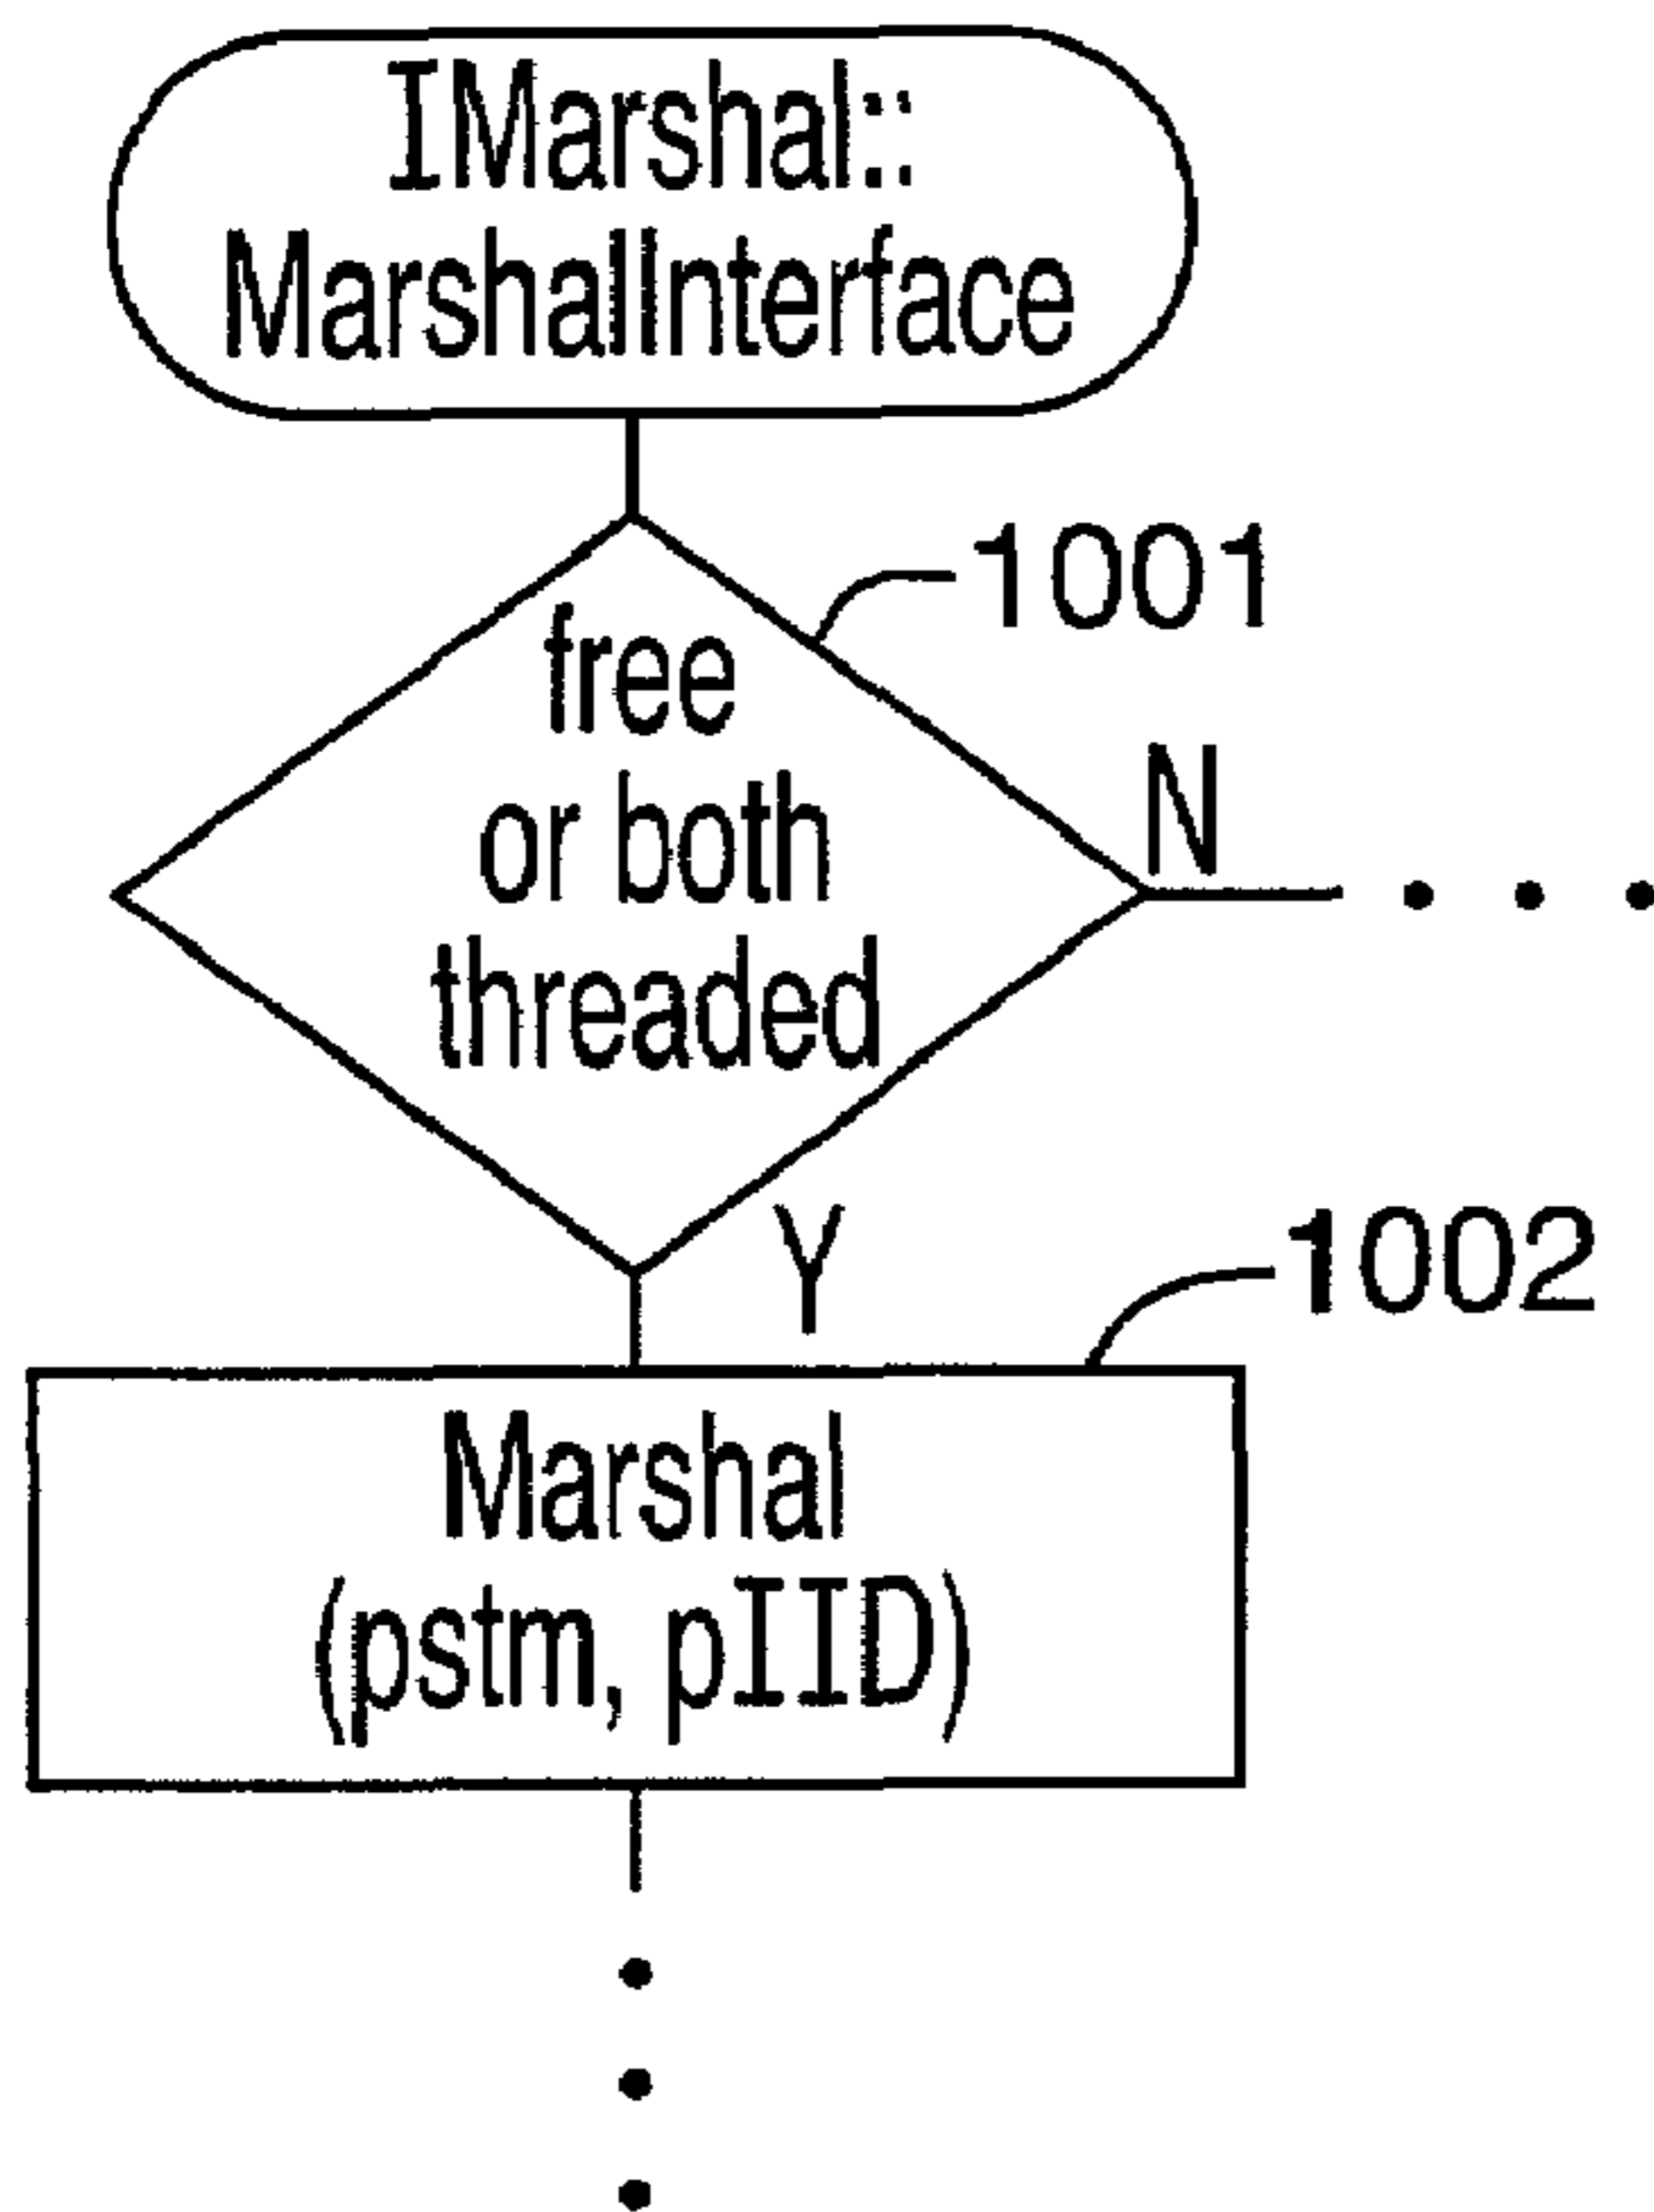 IMarshal::
MarshalInterface
1001
free
or both
threaded
N
Y
1002
Marshal
(pstm, pIID)